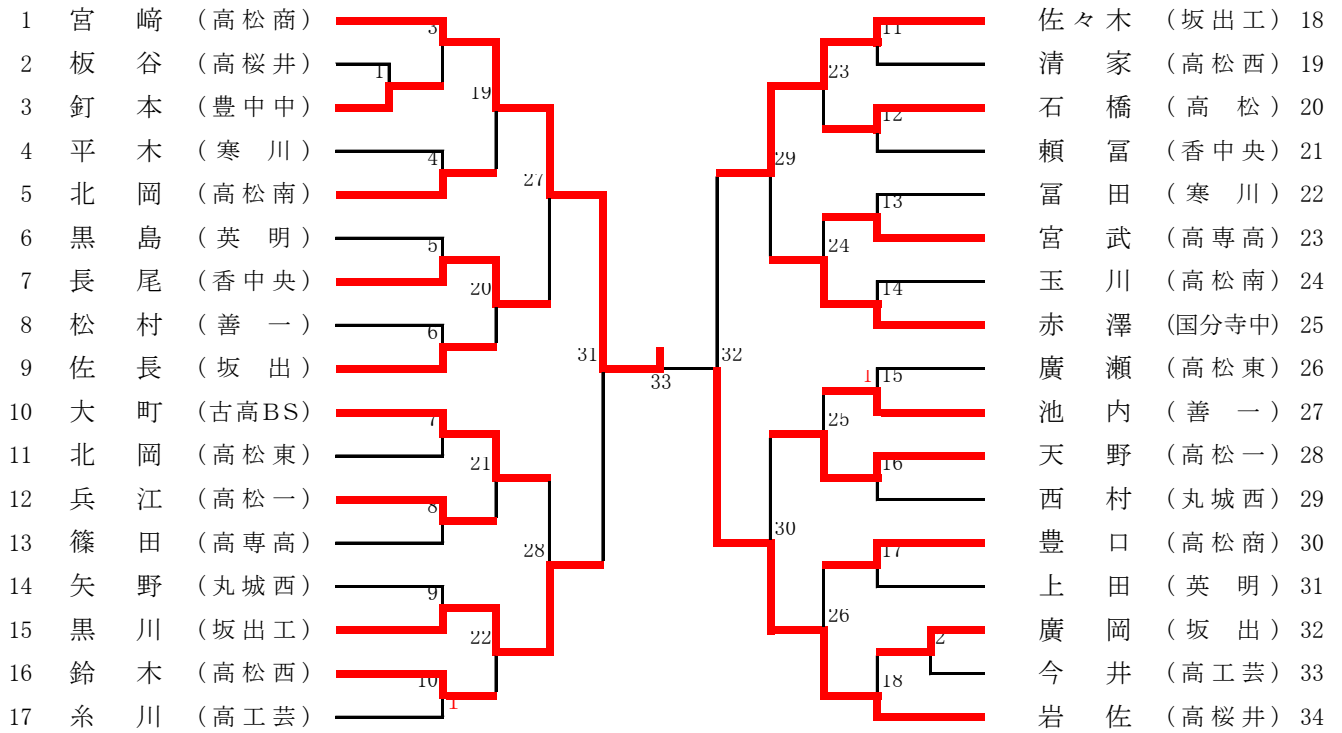 1 宮 﨑 (高松商)
2 板 谷 (高桜井)
3 釘 本 (豊中中)
4 平 木 (寒 川)
5 北 岡 (高松南)
6 黒 島 (英 明)
7 長 尾 (香中央)
8 松 村 (善 一)
9 佐 長 (坂 出)
10 大 町 (古高BS)
11 北 岡 (高松東)
12 兵 江 (高松一)
13 篠 田 (高専高)
14 矢 野 (丸城西)
15 黒 川 (坂出工)
16 鈴 木 (高松西)
17 糸 川 (高工芸)
3
1
19
4
27
5
20
6
31
7
21
8
28
9
22
10
1
33
11
23
12
29
13
24
14
32
1
15
25
16
30
17
26
2
18
佐々木 (坂出工) 18
清 家 (高松西) 19
石 橋 (高 松) 20
頼 冨 (香中央) 21
冨 田 (寒 川) 22
宮 武 (高専高) 23
玉 川 (高松南) 24
赤 澤 (国分寺中) 25
廣 瀬 (高松東) 26
池 内 (善 一) 27
天 野 (高松一) 28
西 村 (丸城西) 29
豊 口 (高松商) 30
上 田 (英 明) 31
廣 岡 (坂 出) 32
今 井 (高工芸) 33
岩 佐 (高桜井) 34